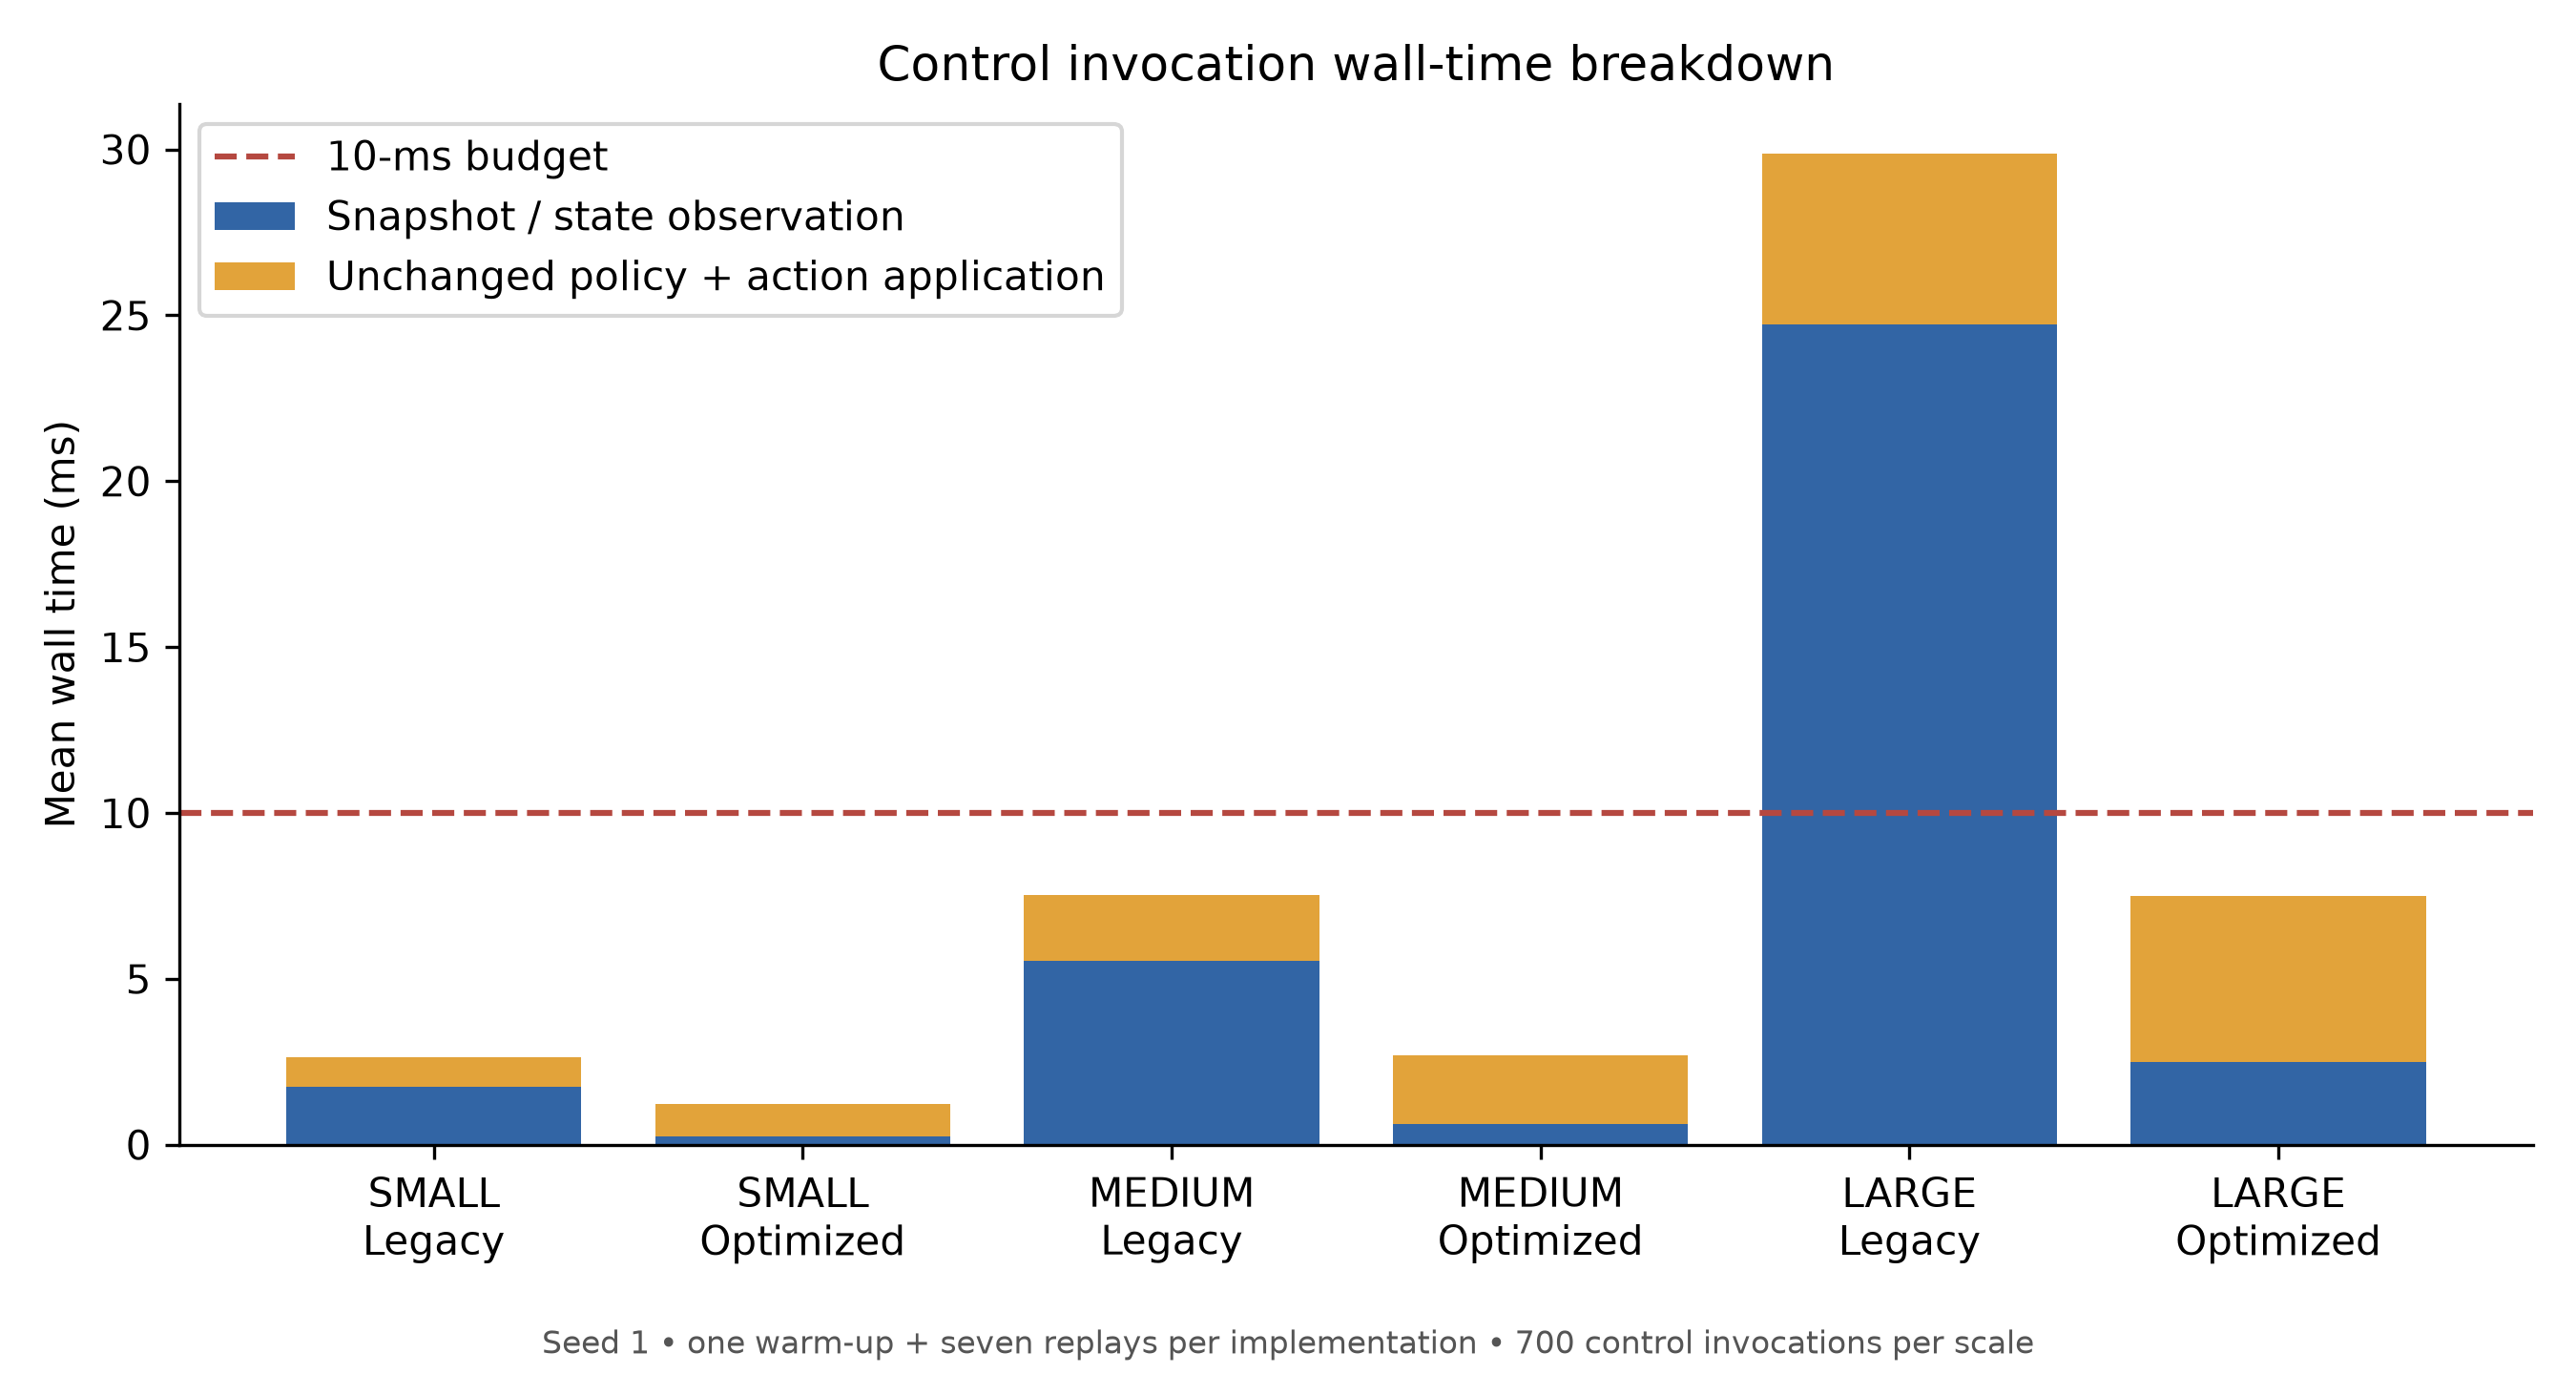 Control invocation wall-time breakdown
10-ms budget
Snapshot / state observation
Unchanged policy + action application
Mean wall time (ms)
30
25
20
15
10
5
0
SMALL
Legacy
SMALL
Optimized
MEDIUM
Legacy
MEDIUM
Optimized
LARGE
Legacy
LARGE
Optimized
Seed 1 • one warm-up + seven replays per implementation • 700 control invocations per scale